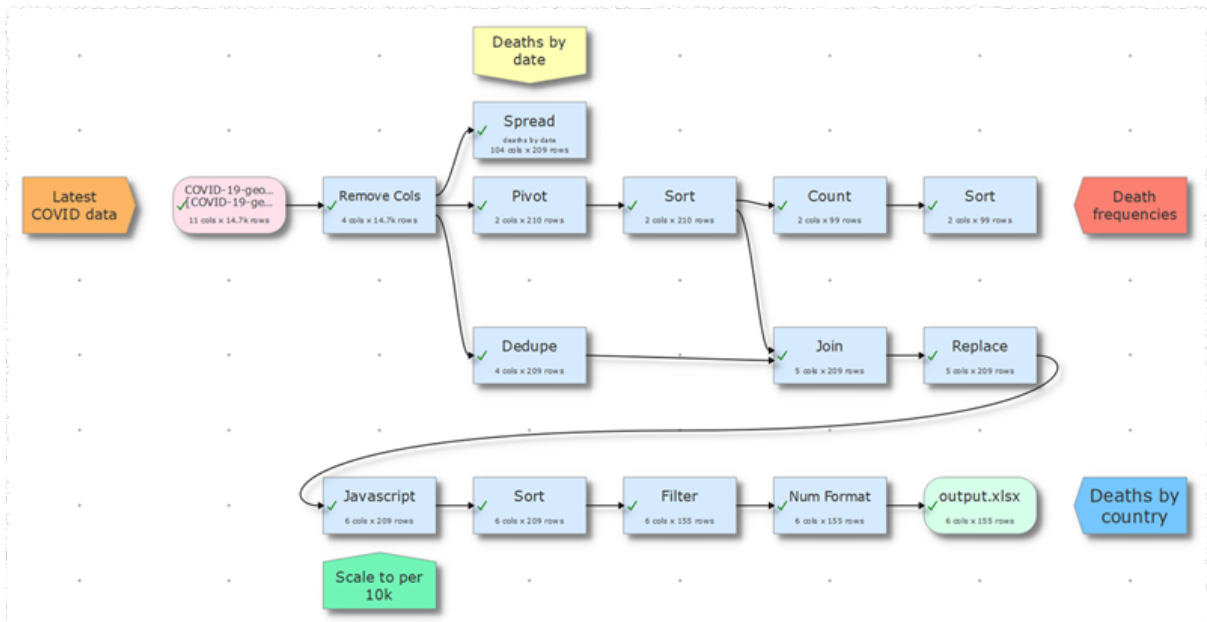 Deaths by
date
Spread
deaths by date
104 cols x 209 rows
Latest
COVID data
COVID-19-geo...
[COVID-19-ge...
11 cols x 14.7k rows
Remove Cols
4 cols x 14.7k rows
Pivot
2 cols x 210 rows
Sort
2 cols x 210 rows
Count
2 cols x 99 rows
Sort
2 cols x 99 rows
Death
frequencies
Dedupe
4 cols x 209 rows
Join
5 cols x 209 rows
Replace
5 cols x 209 rows
Javascript
6 cols x 209 rows
Sort
6 cols x 209 rows
Filter
6 cols x 155 rows
Num Format
6 cols x 155 rows
output.xlsx
6 cols x 155 rows
Deaths by
country
Scale to per
10k